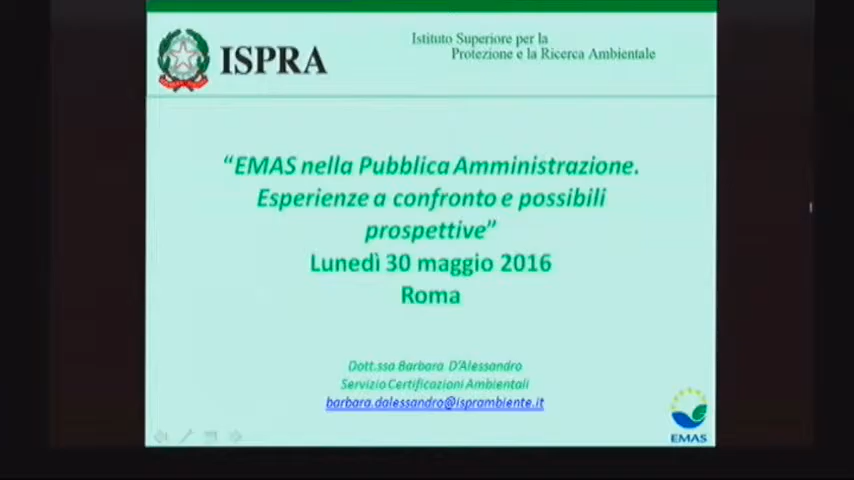 ISPRA
Istituto Superiore per la
Protezione e la Ricerca Ambientale
“EMAS nella Pubblica Amministrazione.
Esperienze a confronto e possibili
prospettive”
Lunedì 30 maggio 2016
Roma
Dott.ssa Barbara D’Alessandro
Servizio Certificazioni Ambientali
barbara.dalessandro@isprambiente.it
EMAS